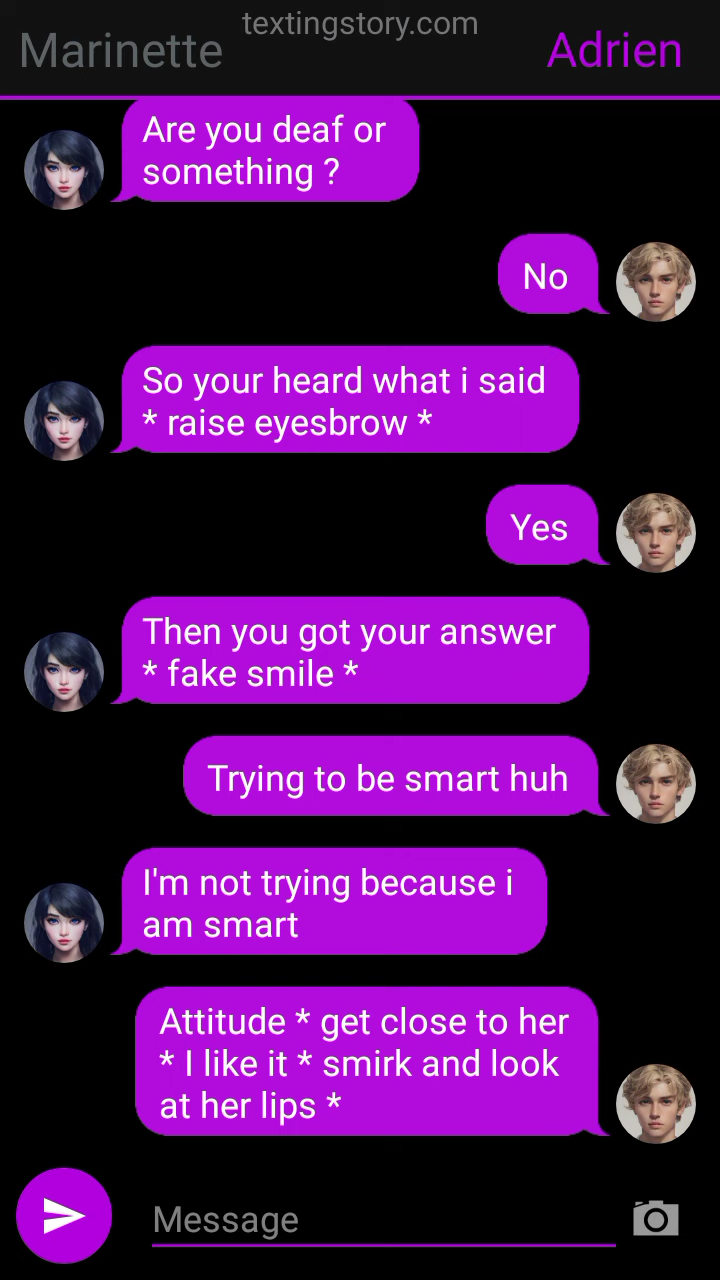 textingstory.com
Marinette
Adrien
Are you deaf or
something ?
No
So your heard what i said
* raise eyesbrow *
Yes
Then you got your answer
* fake smile *
Trying to be smart huh
I'm not trying because i
am smart
Attitude * get close to her
* I like it * smirk and look
at her lips *
Message